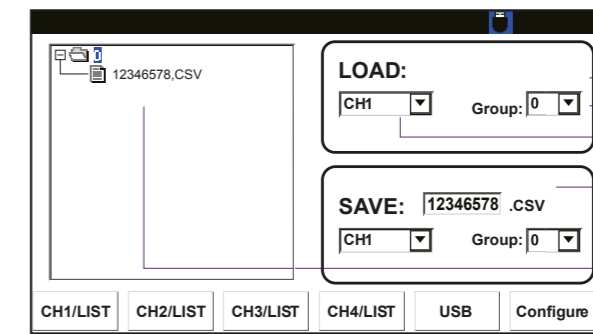 0
12346578,CSV
LOAD:
CH1 Group: 0
SAVE: 12346578 .CSV
CH1 Group: 0
CH1/LIST CH2/LIST CH3/LIST CH4/LIST USB Configure